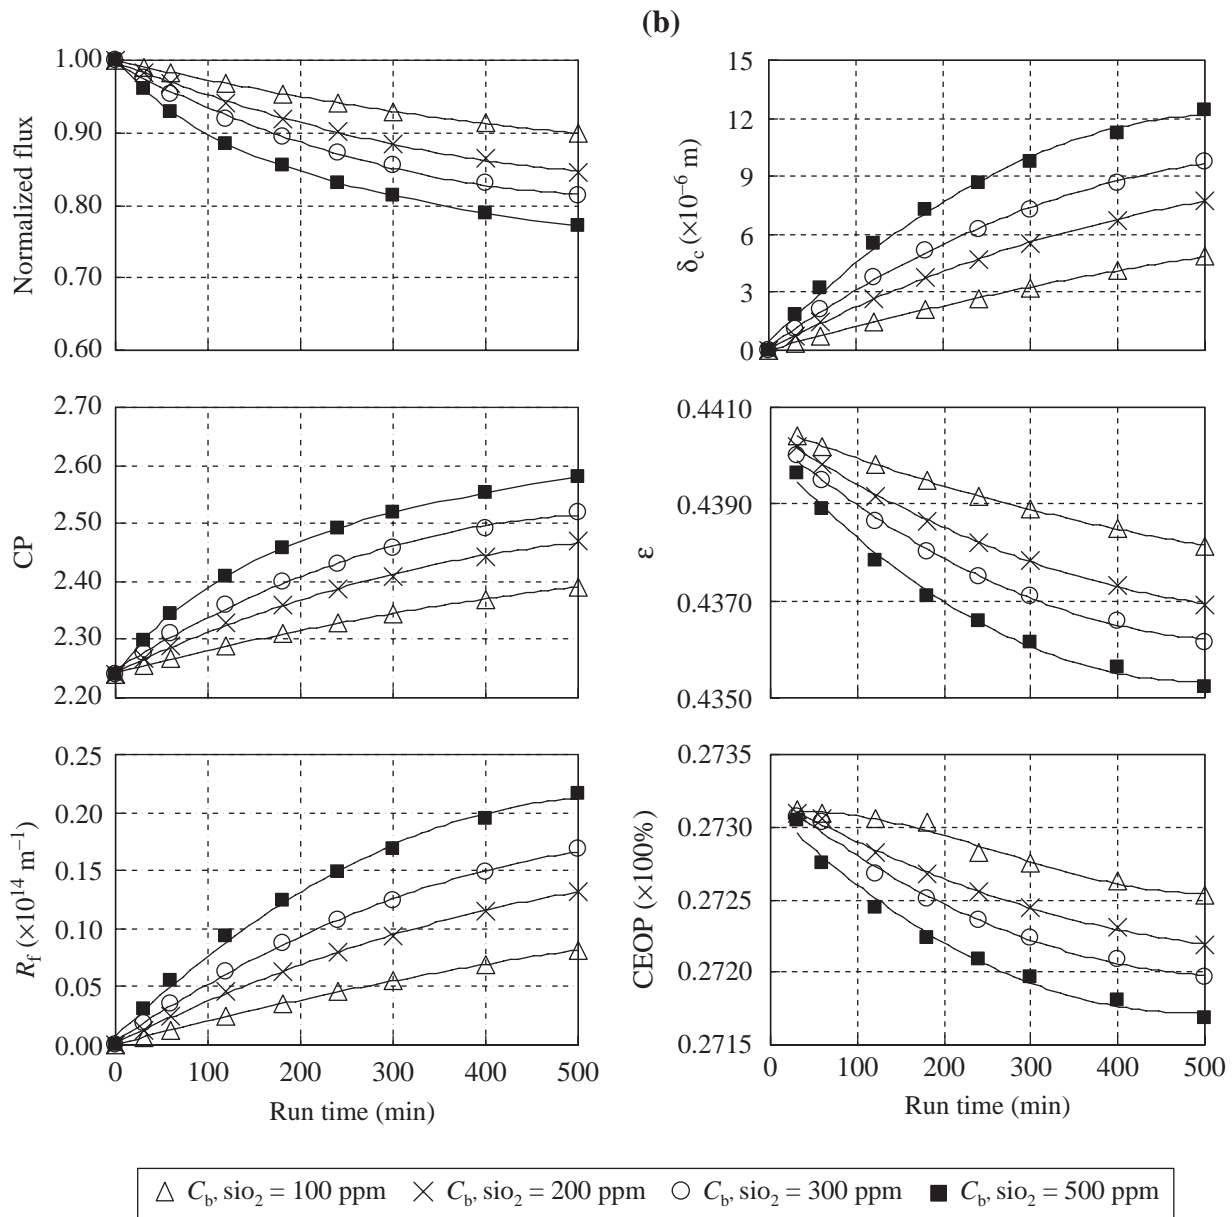 (b)
1.00
0.90
0.80
0.70
0.60
Normalized flux
15
12
9
6
3
0
δc (×10−6 m)
2.70
2.60
2.50
2.40
2.30
2.20
CP
0.4410
0.4390
0.4370
0.4350
ε
0.25
0.20
0.15
0.10
0.05
0.00
Rf (×1014 m−1)
0 100 200 300 400 500
Run time (min)
0.2735
0.2730
0.2725
0.2720
0.2715
CEOP (×100%)
0 100 200 300 400 500
Run time (min)
Cb, sio2 = 100 ppm Cb, sio2 = 200 ppm Cb, sio2 = 300 ppm Cb, sio2 = 500 ppm